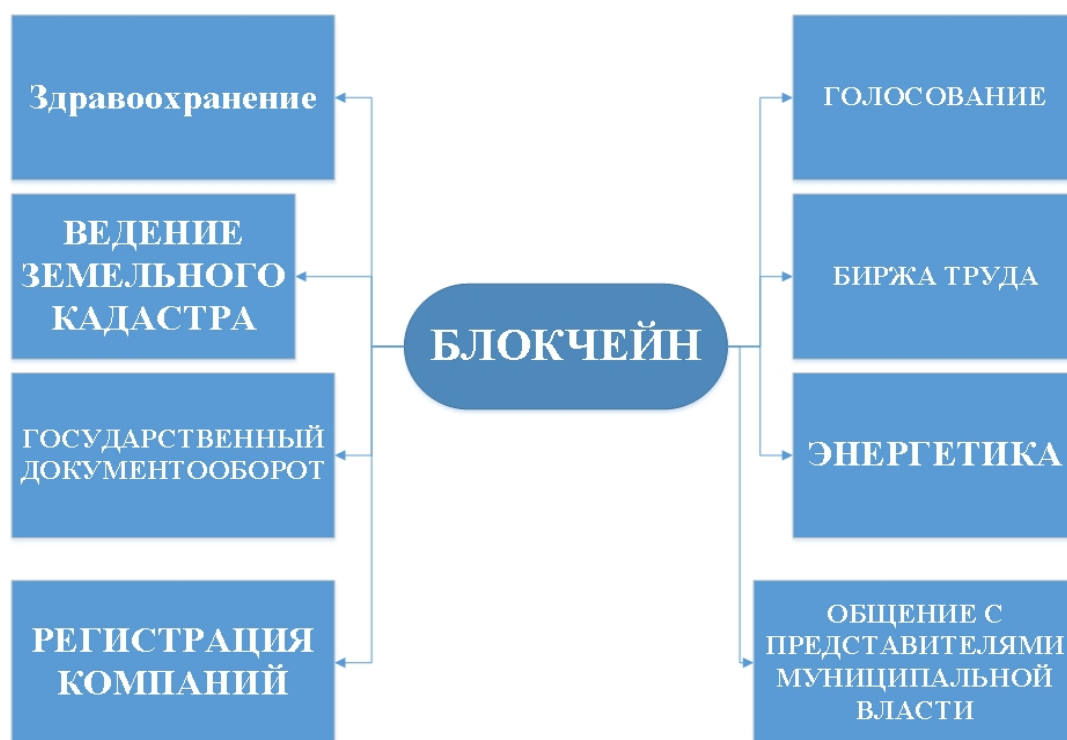 Здравоохранение
ВЕДЕНИЕ
ЗЕМЕЛЬНОГО
КАДАСТРА
ГОСУДАРСТВЕННЫЙ
ДОКУМЕНТООБОРОТ
РЕГИСТРАЦИЯ
КОМПАНИЙ
БЛОКЧЕЙН
ГОЛОСОВАНИЕ
БИРЖА ТРУДА
ЭНЕРГЕТИКА
ОБЩЕНИЕ С
ПРЕДСТАВИТЕЛЯМИ
МУНИЦИПАЛЬНОЙ
ВЛАСТИ